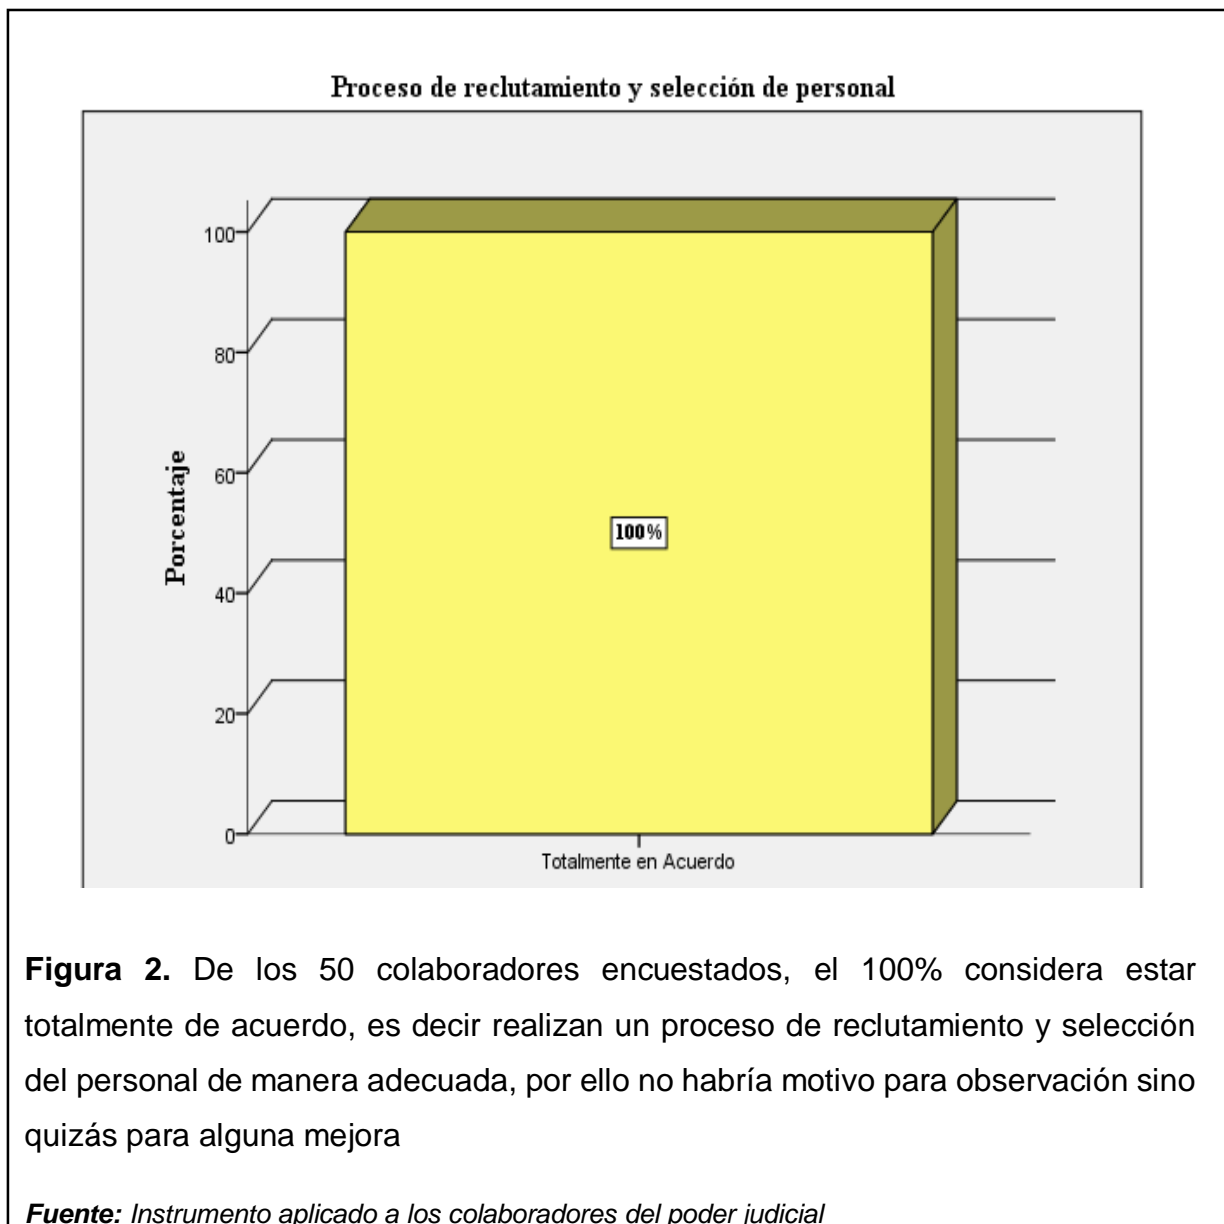 Proceso de reclutamiento y selección de personal
100
80
60
40
20
0
Porcentaje
100%
Totalmente en Acuerdo
Figura 2. De los 50 colaboradores encuestados, el 100% considera estar
totalmente de acuerdo, es decir realizan un proceso de reclutamiento y selección
del personal de manera adecuada, por ello no habría motivo para observación sino
quizás para alguna mejora
Fuente: Instrumento aplicado a los colaboradores del poder judicial